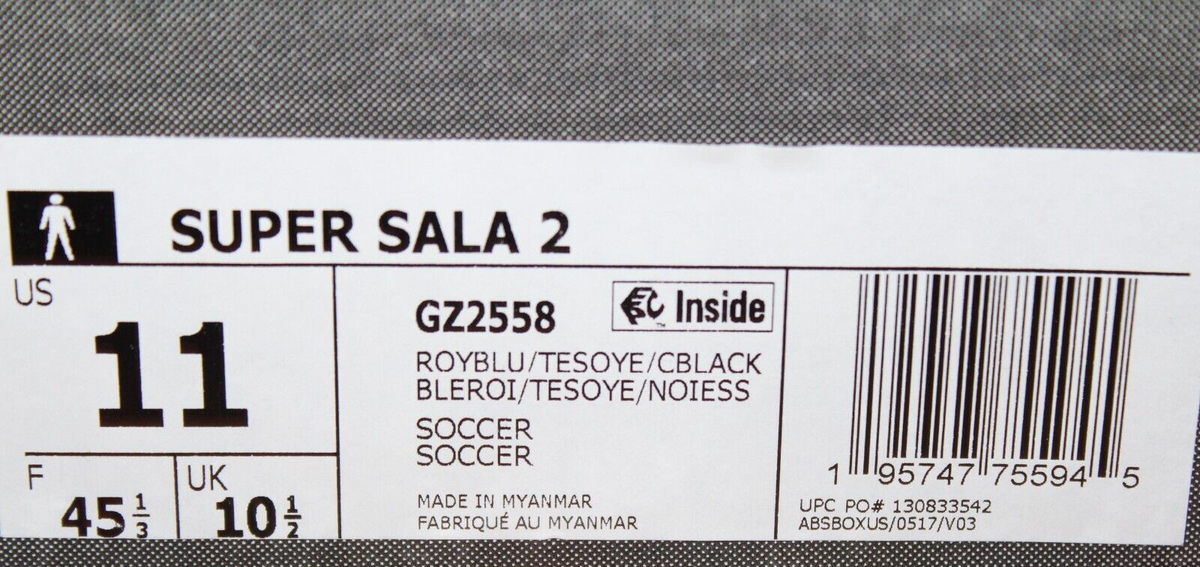 SUPER SALA 2
US
11
F
45 1/3
UK
10 1/2
GZ2558
Inside
ROYBLU/TESOYE/CBLACK
BLEROI/TESOYE/NOIESS
SOCCER
SOCCER
MADE IN MYANMAR
FABRIQUÉ AU MYANMAR
1 95747 75594 5
UPC PO# 130833542
ABSBOXUS/0517/V03